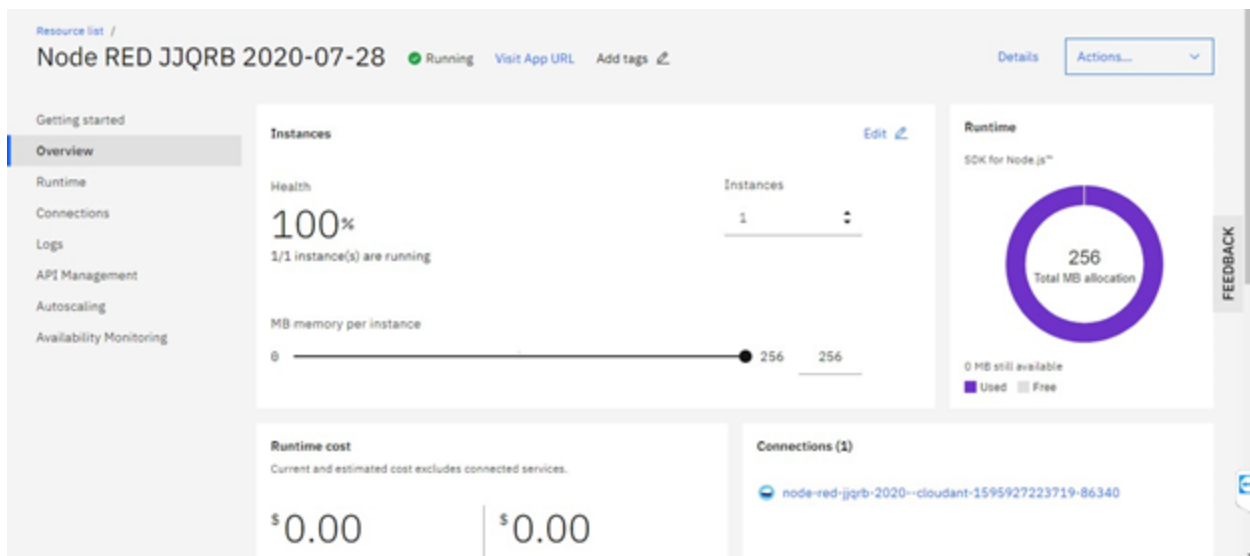 Resource list /
Node RED JJQRB 2020-07-28
Running
Visit App URL
Add tags
Details
Actions...
Getting started
Overview
Runtime
Connections
Logs
API Management
Autoscaling
Availability Monitoring
Instances
Edit
Health
100%
1/1 instance(s) are running
Instances
1
MB memory per instance
0
256
256
Runtime
SDK for Node.js™
256
Total MB allocation
0 MB still available
Used
Free
FEEDBACK
Runtime cost
Current and estimated cost excludes connected services.
$0.00
$0.00
Connections (1)
node-red-jjqrb-2020--cloudant-1595927223719-86340